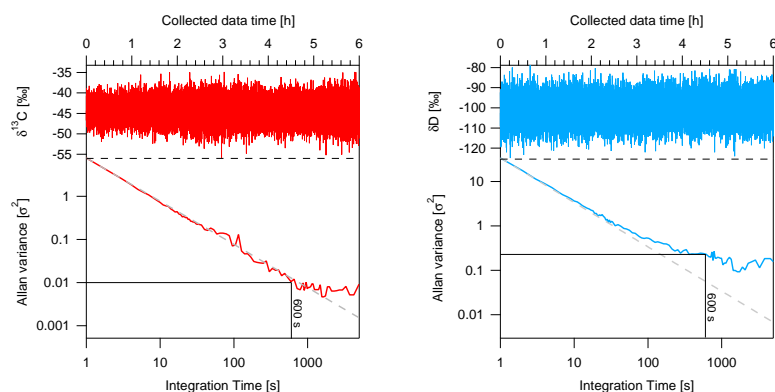 Collected data time [h]
0 1 2 3 4 5 6
-35
-40
-45
-50
-55
δ¹³C [‰]
1
0.1
0.01
0.001
Allan variance [σ²]
600 s
1 10 100 1000
Integration Time [s]
Collected data time [h]
0 1 2 3 4 5 6
-80
-90
-100
-110
-120
δD [‰]
10
1
0.1
0.01
Allan variance [σ²]
600 s
1 10 100 1000
Integration Time [s]